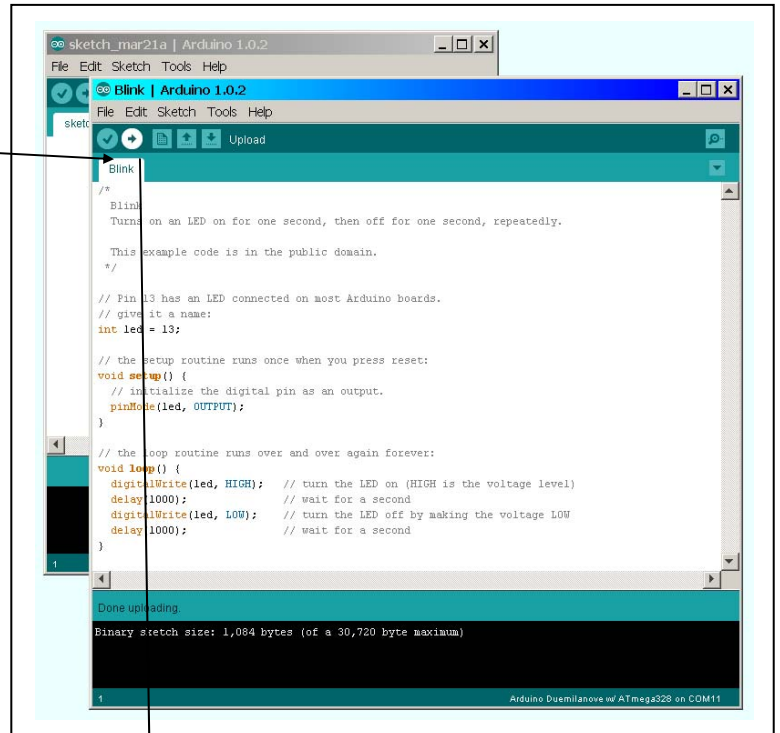 sketch_mar21a | Arduino 1.0.2
File Edit Sketch Tools Help
sketc
Blink | Arduino 1.0.2
File Edit Sketch Tools Help
Upload
Blink
/*
Blink
Turns on an LED on for one second, then off for one second, repeatedly.
This example code is in the public domain.
*/
// Pin 13 has an LED connected on most Arduino boards.
// give it a name:
int led = 13;
// the setup routine runs once when you press reset:
void setup() {
// initialize the digital pin as an output.
pinMode(led, OUTPUT);
}
// the loop routine runs over and over again forever:
void loop() {
digitalWrite(led, HIGH); // turn the LED on (HIGH is the voltage level)
delay(1000); // wait for a second
digitalWrite(led, LOW); // turn the LED off by making the voltage LOW
delay(1000); // wait for a second
}
Done uploading.
Binary sketch size: 1,084 bytes (of a 30,720 byte maximum)
1
1 Arduino Duemilanove w/ ATmega328 on COM11